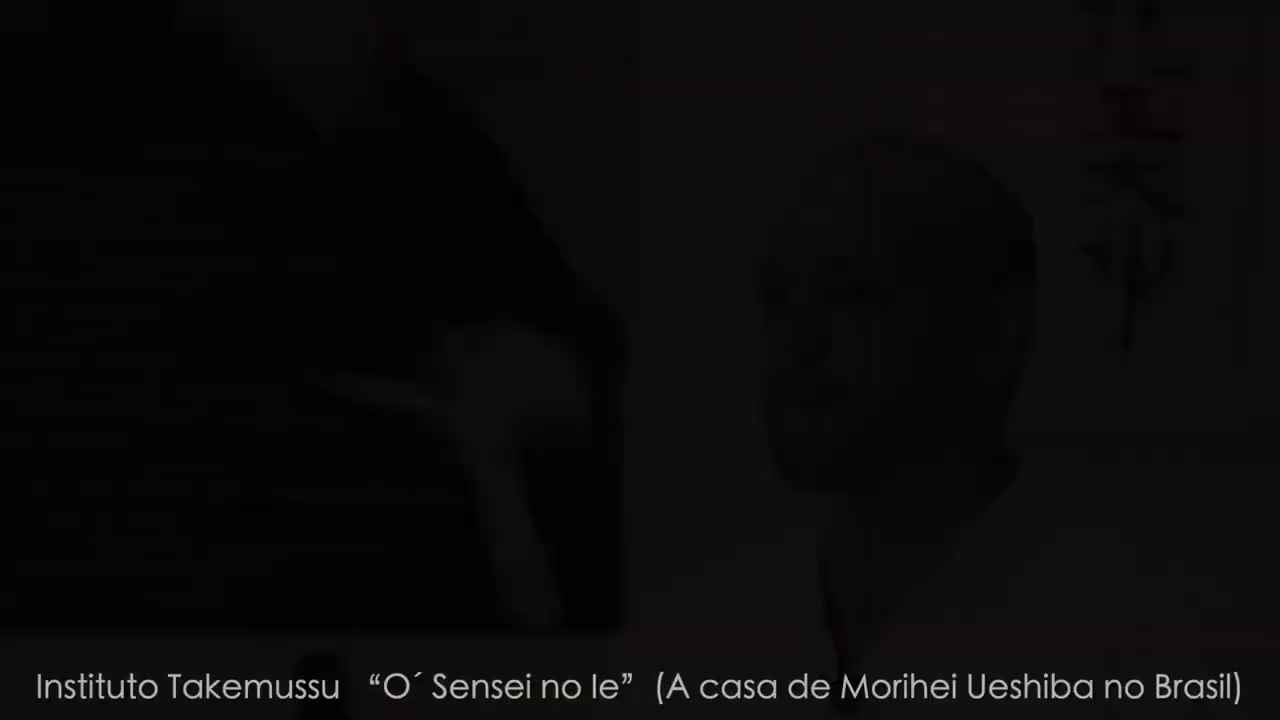 Instituto Takemussu “O´ Sensei no Ie” (A casa de Morihei Ueshiba no Brasil)